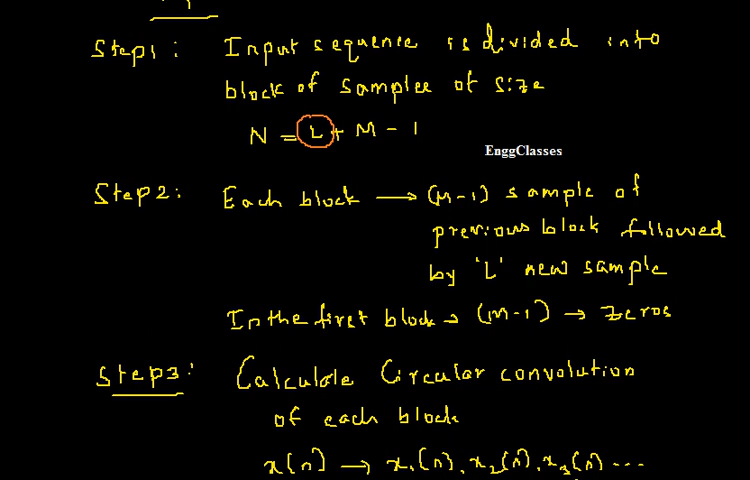 Step1: Input sequence is divided into
block of samples of size
N = L + M - 1
EnggClasses
Step2: Each block → (M-1) sample of
previous block followed
by 'L' new sample
In the first block → (M-1) → zeros
Step3: Calculate Circular convolution
of each block
x(n) → x₁(n), x₂(n), x₃(n) ...